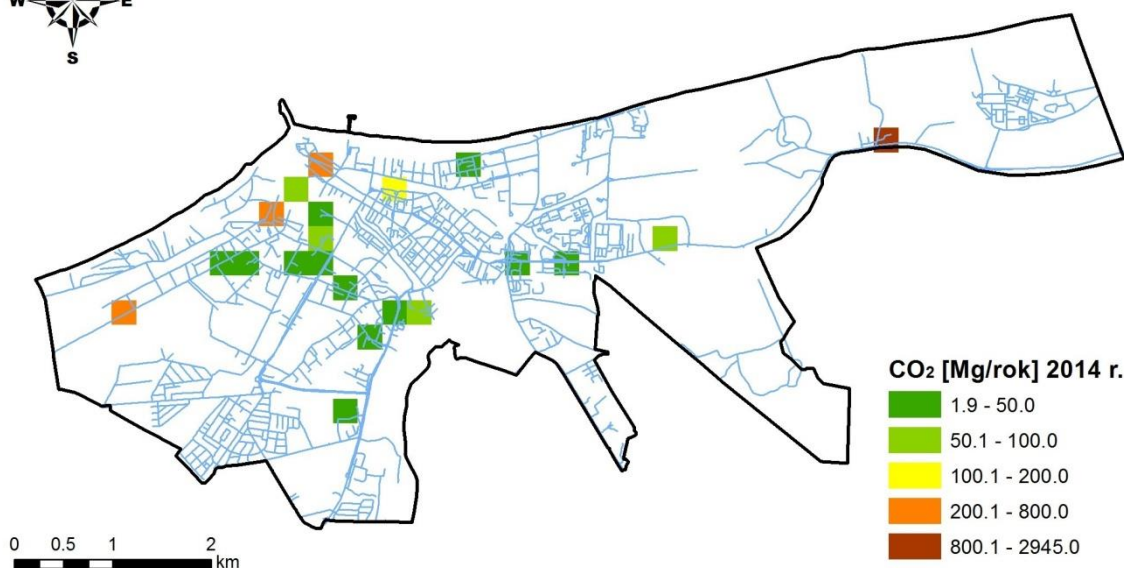 W E
S
CO₂ [Mg/rok] 2014 r.
1.9 - 50.0
50.1 - 100.0
100.1 - 200.0
200.1 - 800.0
800.1 - 2945.0
0 0.5 1 2
km